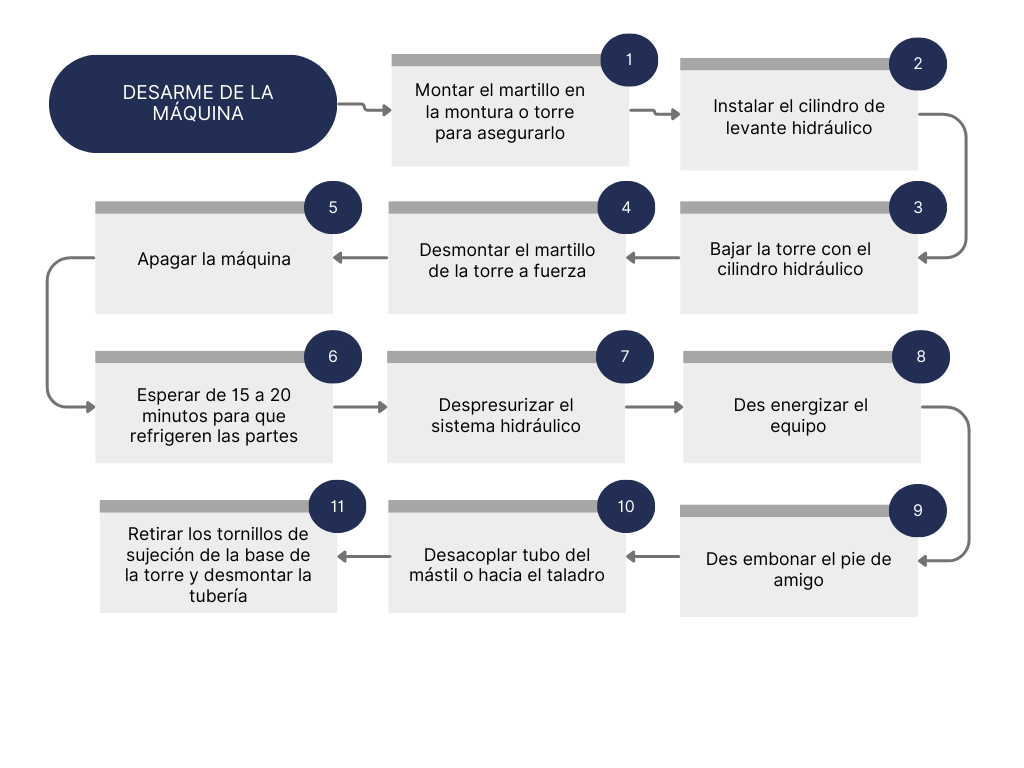 DESARME DE LA
MÁQUINA
1
Montar el martillo en
la montura o torre
para asegurarlo
2
Instalar el cilindro de
levante hidráulico
3
Bajar la torre con el
cilindro hidráulico
4
Desmontar el martillo
de la torre a fuerza
5
Apagar la máquina
6
Esperar de 15 a 20
minutos para que
refrigeren las partes
7
Despresurizar el
sistema hidráulico
8
Des energizar el
equipo
9
Des embonar el pie de
amigo
10
Desacoplar tubo del
mástil o hacia el taladro
11
Retirar los tornillos de
sujeción de la base de
la torre y desmontar la
tubería